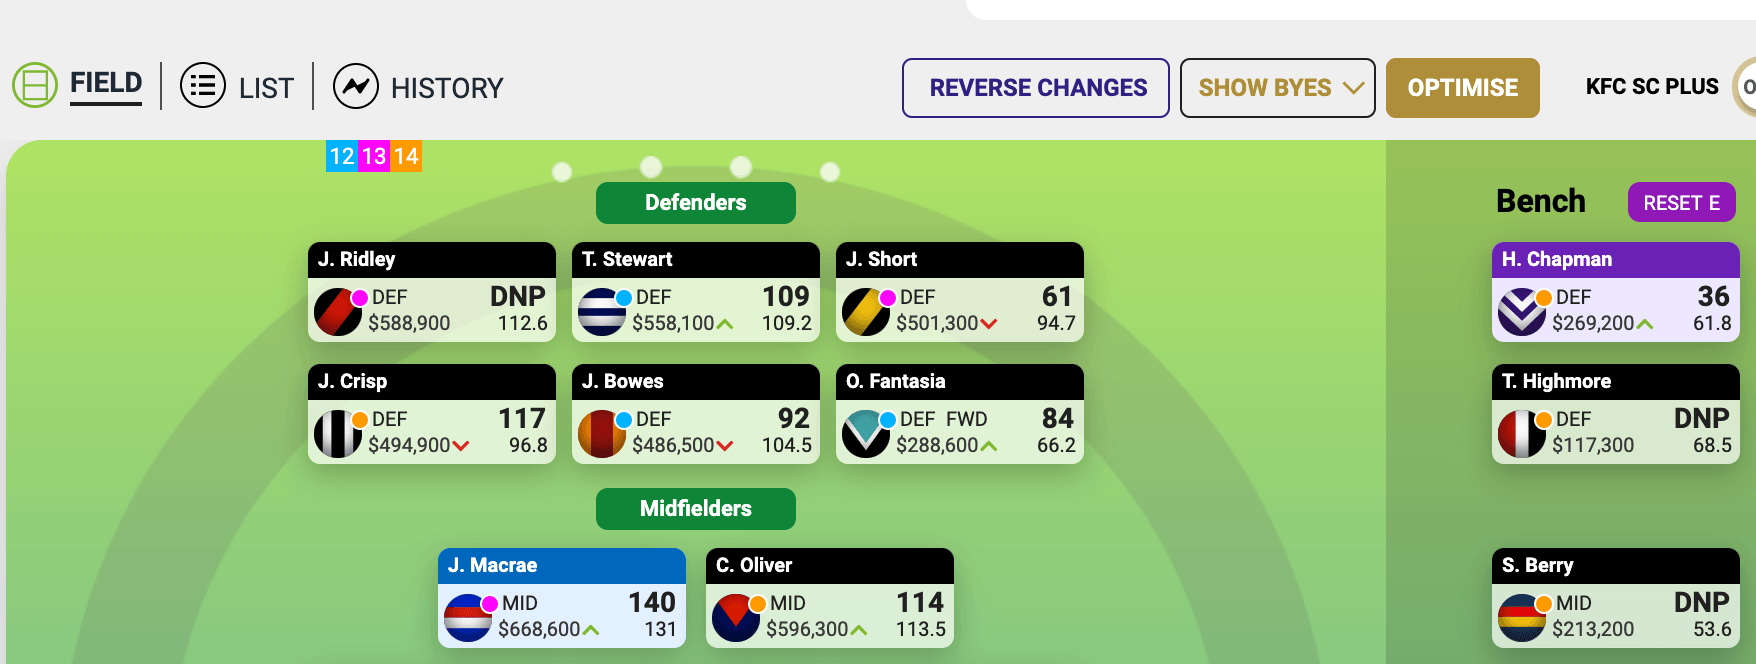 FIELD
LIST
HISTORY
REVERSE CHANGES
SHOW BYES
OPTIMISE
KFC SC PLUS
12 13 14
Defenders
Bench
RESET E
J. Ridley
DEF DNP
$588,900 112.6
T. Stewart
DEF 109
$558,100 109.2
J. Short
DEF 61
$501,300 94.7
H. Chapman
DEF 36
$269,200 61.8
J. Crisp
DEF 117
$494,900 96.8
J. Bowes
DEF 92
$486,500 104.5
O. Fantasia
DEF FWD 84
$288,600 66.2
T. Highmore
DEF DNP
$117,300 68.5
Midfielders
J. Macrae
MID 140
$668,600 131
C. Oliver
MID 114
$596,300 113.5
S. Berry
MID DNP
$213,200 53.6